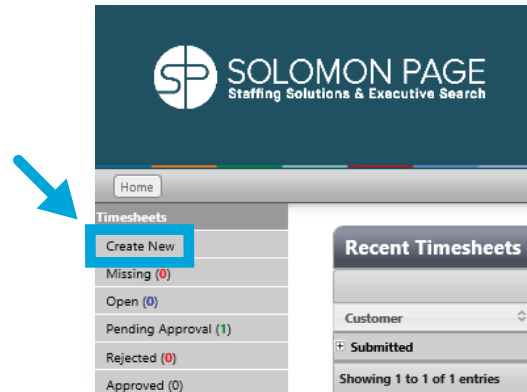 SP
SOLOMON PAGE
Staffing Solutions & Executive Search
Home
Timesheets
Create New
Missing (0)
Open (0)
Pending Approval (1)
Rejected (0)
Approved (0)
Recent Timesheets
Customer
Submitted
Showing 1 to 1 of 1 entries